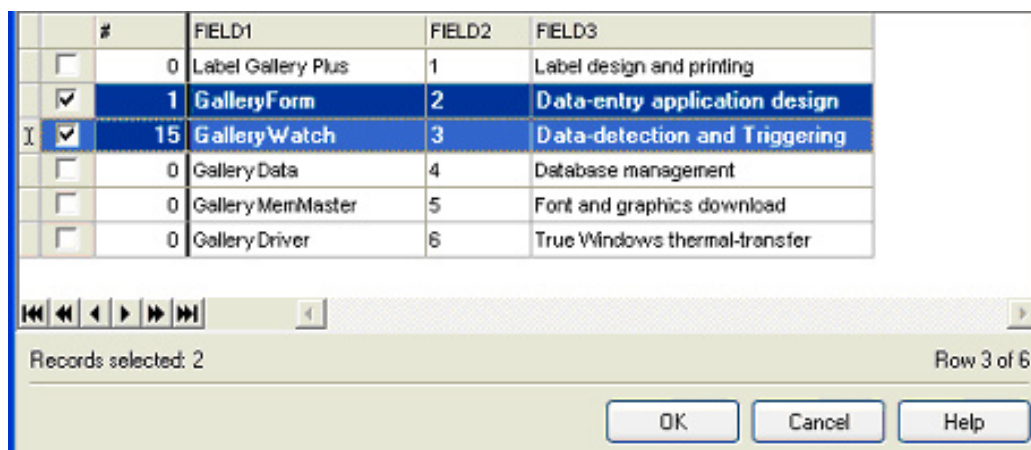 # FIELD1 FIELD2 FIELD3
0 Label Gallery Plus 1 Label design and printing
1 GalleryForm 2 Data-entry application design
15 GalleryWatch 3 Data-detection and Triggering
0 Gallery Data 4 Database management
0 Gallery MemMaster 5 Font and graphics download
0 Gallery Driver 6 True Windows thermal-transfer
Records selected: 2 Row 3 of 6
OK Cancel Help